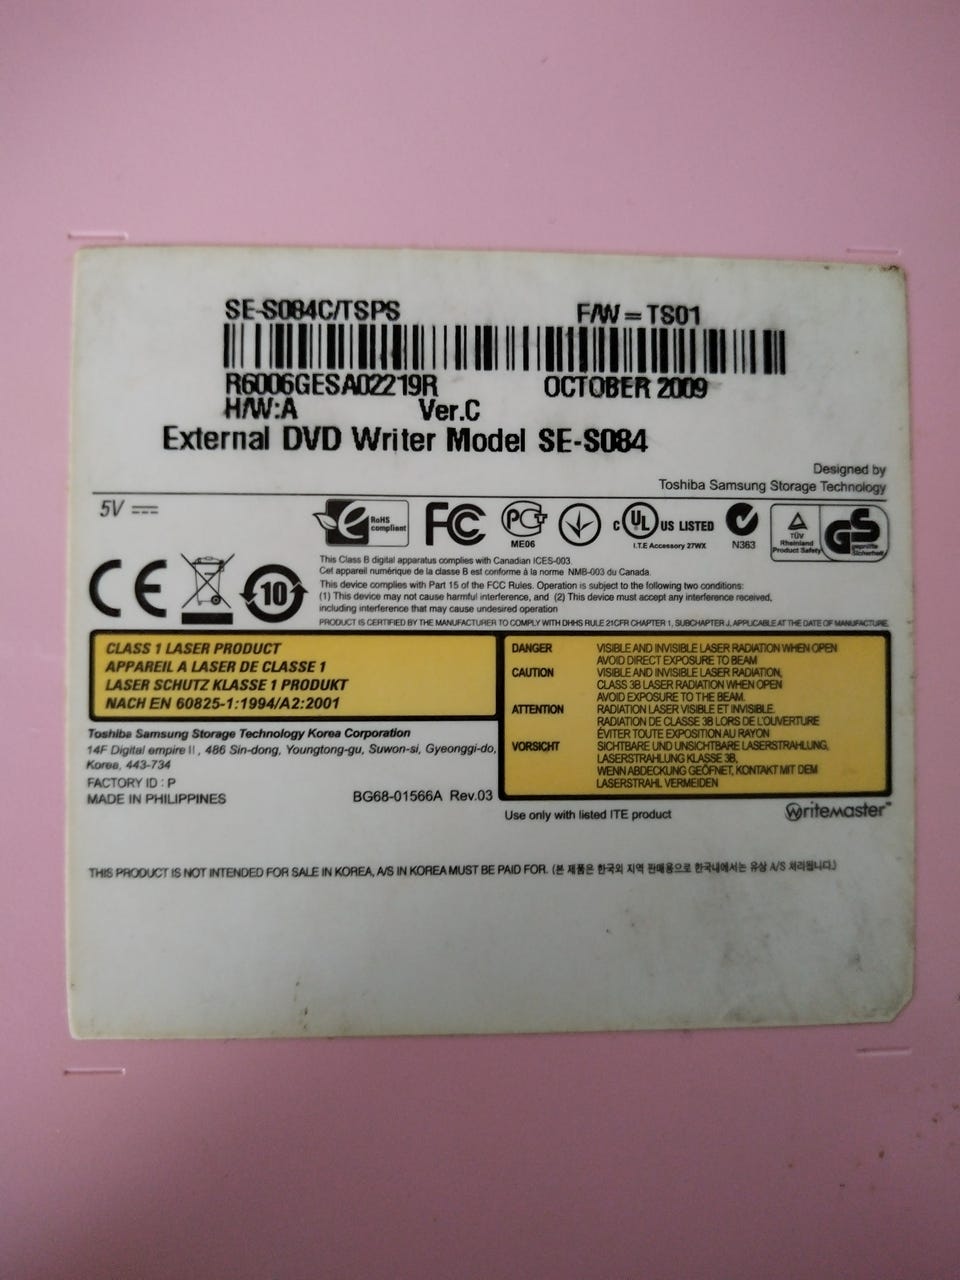 SE-S084C/TSPS F/W = TS01
R6006GESA02219R OCTOBER 2009
H/W:A Ver.C
External DVD Writer Model SE-S084
Designed by
Toshiba Samsung Storage Technology
5V
RoHS
compliant
FC
PCT
ME06
c UL US LISTED
I.T.E Accessory 27WX
N363
TÜV
Rheinland
Product Safety
GS
geprüfte
Sicherheit
CE
10
This Class B digital apparatus complies with Canadian ICES-003.
Cet appareil numérique de la classe B est conforme à la norme NMB-003 du Canada.
This device complies with Part 15 of the FCC Rules. Operation is subject to the following two conditions:
(1) This device may not cause harmful interference, and (2) This device must accept any interference received,
including interference that may cause undesired operation
PRODUCT IS CERTIFIED BY THE MANUFACTURER TO COMPLY WITH DHHS RULE 21CFR CHAPTER 1, SUBCHAPTER J, APPLICABLE AT THE DATE OF MANUFACTURE.
CLASS 1 LASER PRODUCT
APPAREIL A LASER DE CLASSE 1
LASER SCHUTZ KLASSE 1 PRODUKT
NACH EN 60825-1:1994/A2:2001
DANGER VISIBLE AND INVISIBLE LASER RADIATION WHEN OPEN
AVOID DIRECT EXPOSURE TO BEAM
CAUTION VISIBLE AND INVISIBLE LASER RADIATION,
CLASS 3B LASER RADIATION WHEN OPEN
AVOID EXPOSURE TO THE BEAM.
ATTENTION RADIATION LASER VISIBLE ET INVISIBLE.
RADIATION DE CLASSE 3B LORS DE L'OUVERTURE
ÉVITER TOUTE EXPOSITION AU RAYON
VORSICHT SICHTBARE UND UNSICHTBARE LASERSTRAHLUNG,
LASERSTRAHLUNG KLASSE 3B,
WENN ABDECKUNG GEÖFNET, KONTAKT MIT DEM
LASERSTRAHL VERMEIDEN
Toshiba Samsung Storage Technology Korea Corporation
14F Digital empire II, 486 Sin-dong, Youngtong-gu, Suwon-si, Gyeonggi-do,
Korea, 443-734
FACTORY ID : P
MADE IN PHILIPPINES
BG68-01566A Rev.03
Use only with listed ITE product
Writemaster™
THIS PRODUCT IS NOT INTENDED FOR SALE IN KOREA, A/S IN KOREA MUST BE PAID FOR. (본 제품은 한국외 지역 판매용으로 한국내에서는 유상 A/S 처리됩니다.)